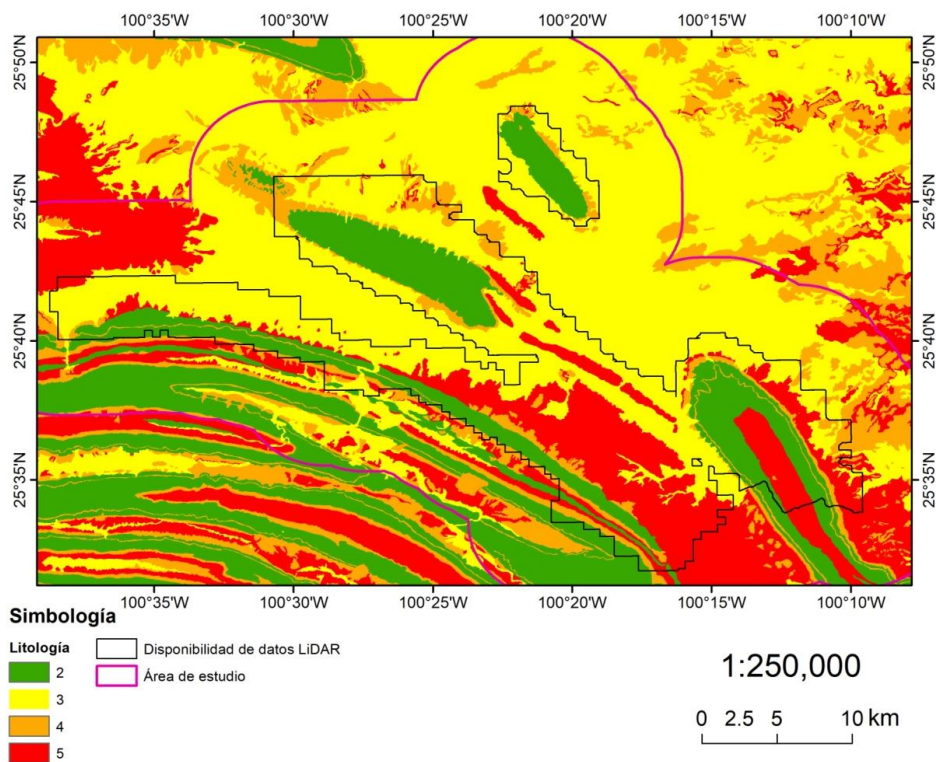 100°35'W 100°30'W 100°25'W 100°20'W 100°15'W 100°10'W
25°50'N 25°50'N
25°45'N 25°45'N
25°40'N 25°40'N
25°35'N 25°35'N
100°35'W 100°30'W 100°25'W 100°20'W 100°15'W 100°10'W
Simbología
Litología
2
3
4
5
Disponibilidad de datos LiDAR
Área de estudio
1:250,000
0 2.5 5 10 km